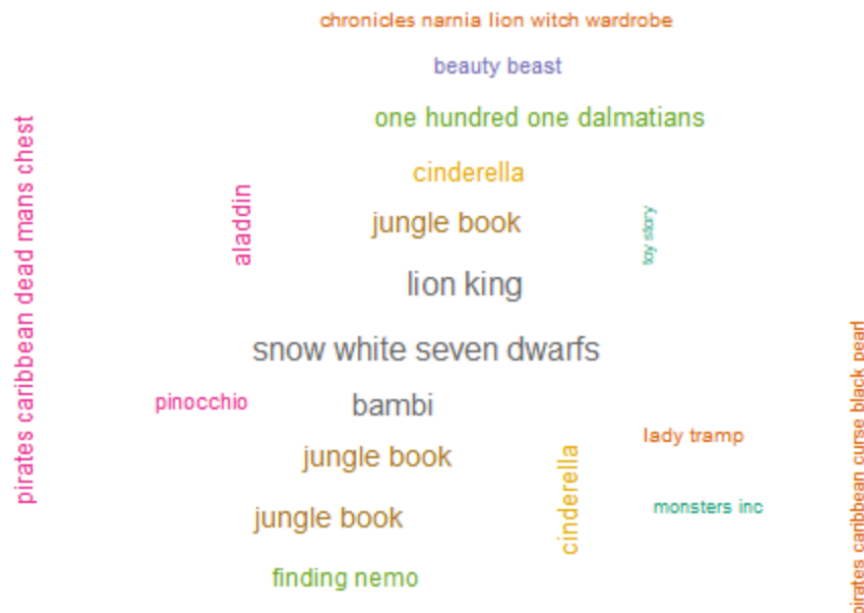 chronicles narnia lion witch wardrobe
beauty beast
one hundred one dalmatians
pirates caribbean dead mans chest
cinderella
aladdin
jungle book
toy story
lion king
snow white seven dwarfs
pinocchio
bambi
lady tramp
jungle book
cinderella
monsters inc
jungle book
finding nemo
pirates caribbean curse black pearl